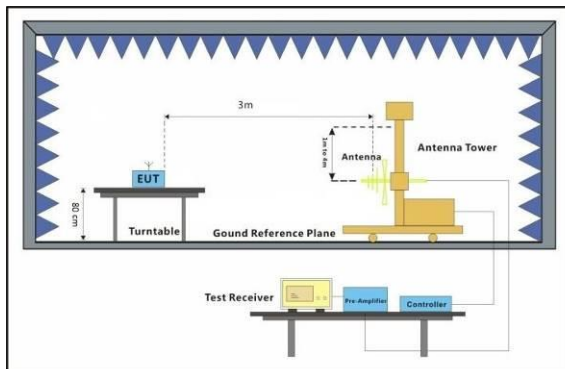 3m
1m to 4m
Antenna
Antenna Tower
EUT
80 cm
Turntable
Gound Reference Plane
Test Receiver
Pre-Amplifier
Controller